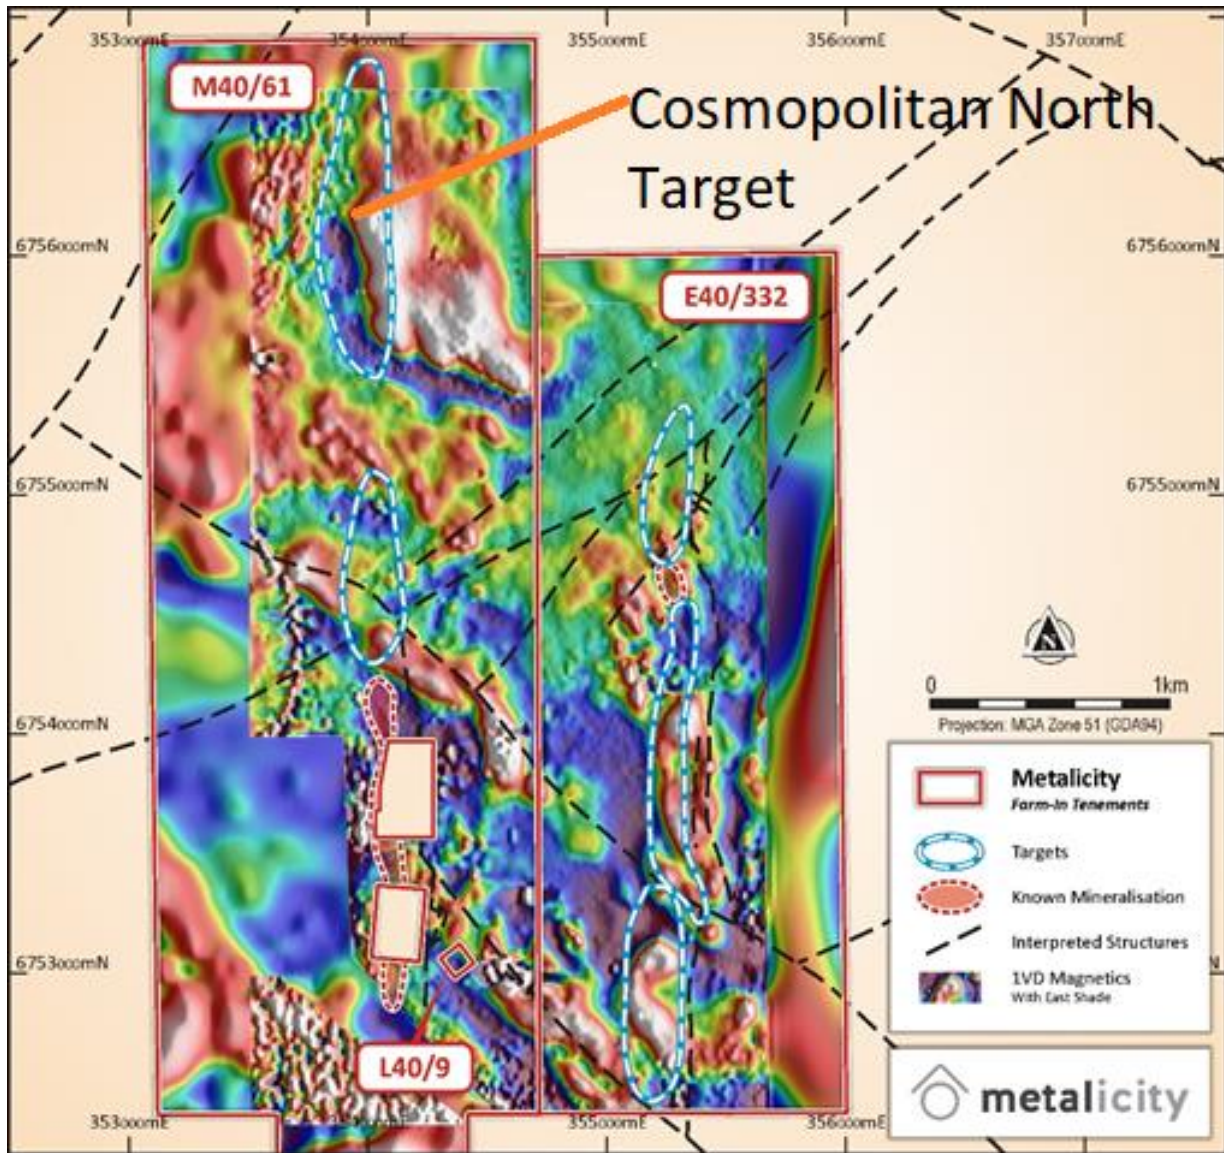 353000mE 354000mE 355000mE 356000mE 357000mE
M40/61
Cosmopolitan North
Target
6756000mN 6756000mN
E40/332
6755000mN 6755000mN
0 1km
6754000mN
Projection: MGA Zone 51 (GDA94)
Metalicity
Farm-In Tenements
Targets
Known Mineralisation
Interpreted Structures
6753000mN N
1VD Magnetics
With East Shade
L40/9
metalicity
353000mE 354000mE 355000mE 356000mE